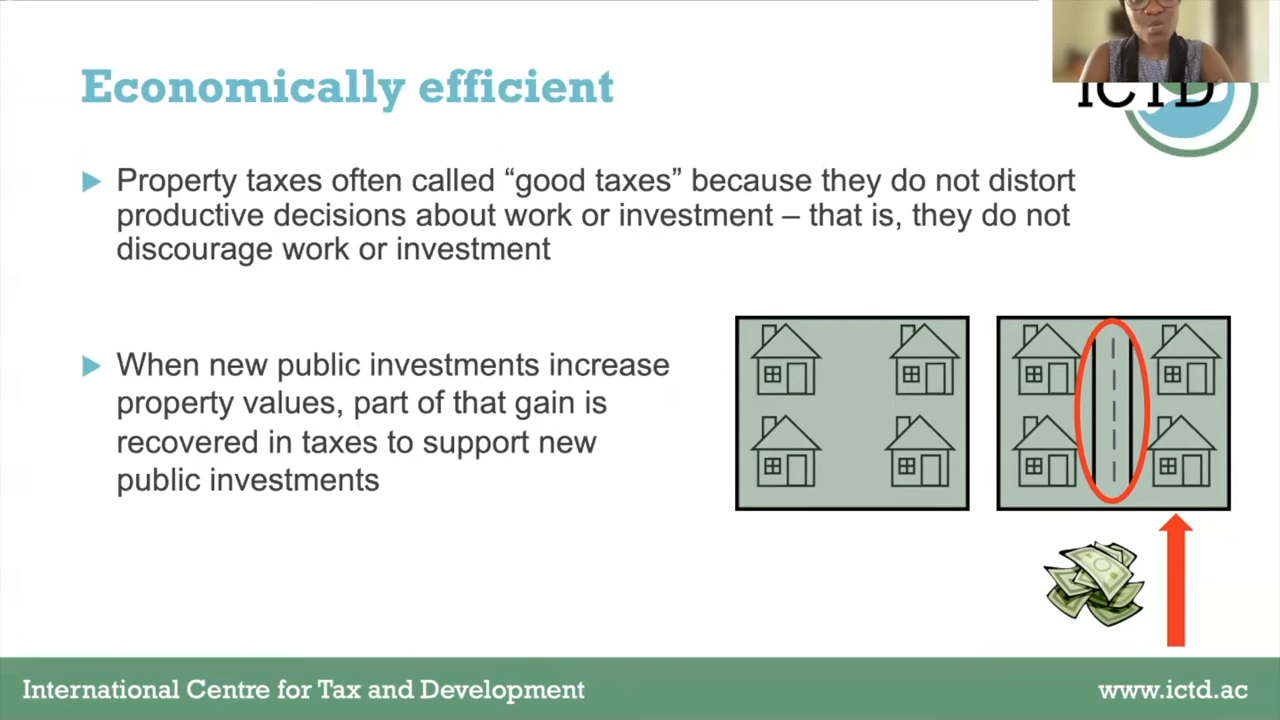 Economically efficient
ICTD
Property taxes often called “good taxes” because they do not distort
productive decisions about work or investment – that is, they do not
discourage work or investment
When new public investments increase
property values, part of that gain is
recovered in taxes to support new
public investments
International Centre for Tax and Development
www.ictd.ac